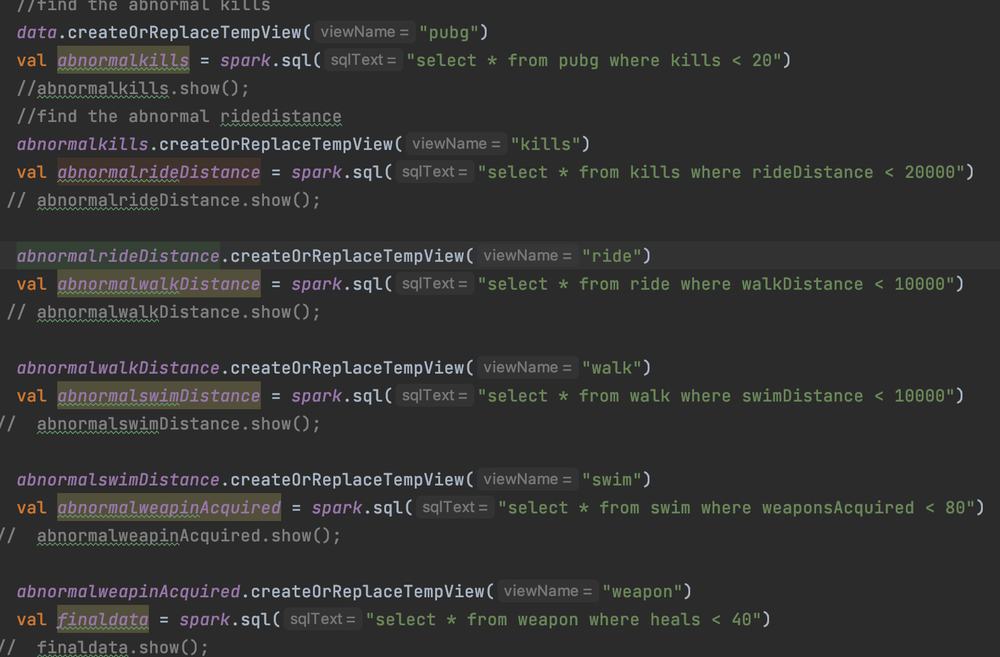 //find the abnormal kills
data.createOrReplaceTempView( viewName = "pubg")
val abnormalkills = spark.sql( sqlText = "select * from pubg where kills < 20")
//abnormalkills.show();
//find the abnormal ridedistance
abnormalkills.createOrReplaceTempView( viewName = "kills")
val abnormalrideDistance = spark.sql( sqlText = "select * from kills where rideDistance < 20000")
// abnormalrideDistance.show();
abnormalrideDistance.createOrReplaceTempView( viewName = "ride")
val abnormalwalkDistance = spark.sql( sqlText = "select * from ride where walkDistance < 10000")
// abnormalwalkDistance.show();
abnormalwalkDistance.createOrReplaceTempView( viewName = "walk")
val abnormalswimDistance = spark.sql( sqlText = "select * from walk where swimDistance < 10000")
//  abnormalswimDistance.show();
abnormalswimDistance.createOrReplaceTempView( viewName = "swim")
val abnormalweapinAcquired = spark.sql( sqlText = "select * from swim where weaponsAcquired < 80")
//  abnormalweapinAcquired.show();
abnormalweapinAcquired.createOrReplaceTempView( viewName = "weapon")
val finaldata = spark.sql( sqlText = "select * from weapon where heals < 40")
//  finaldata.show();